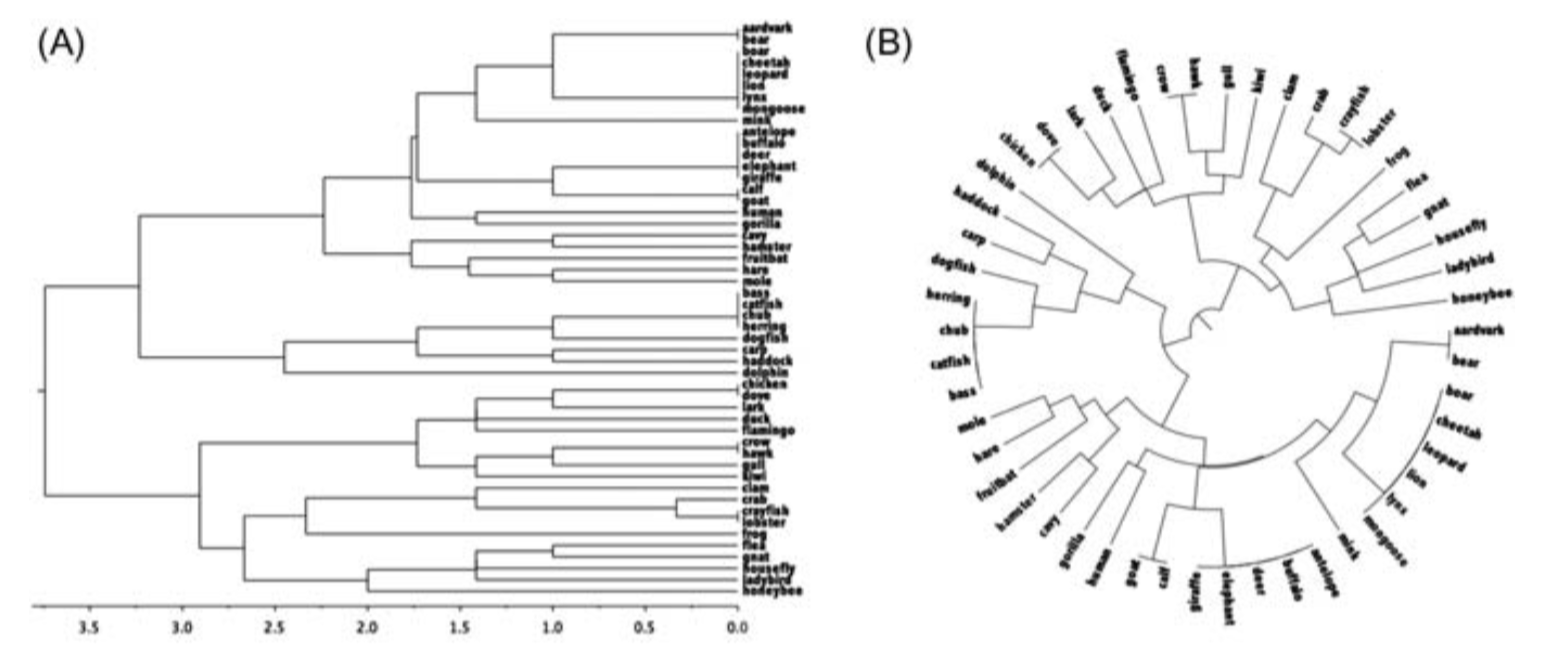 (A)
aardvark
bear
boar
cheetah
leopard
lion
lynx
mongoose
mink
antelope
buffalo
deer
elephant
giraffe
calf
goat
human
gorilla
cavy
hamster
fruitbat
hare
mole
bass
catfish
chub
herring
dogfish
carp
haddock
dolphin
chicken
dove
lark
duck
flamingo
crow
hawk
gull
kiwi
clam
crab
crayfish
lobster
frog
flea
gnat
housefly
ladybird
honeybee
3.5 3.0 2.5 2.0 1.5 1.0 0.5 0.0
(B)
flamingo
crow
hawk
gull
kiwi
clam
crab
crayfish
lobster
frog
flea
gnat
housefly
ladybird
honeybee
aardvark
bear
boar
cheetah
leopard
lion
lynx
mongoose
mink
antelope
buffalo
deer
elephant
giraffe
calf
goat
human
gorilla
cavy
hamster
fruitbat
hare
mole
bass
catfish
chub
herring
dogfish
carp
haddock
dolphin
chicken
dove
lark
duck